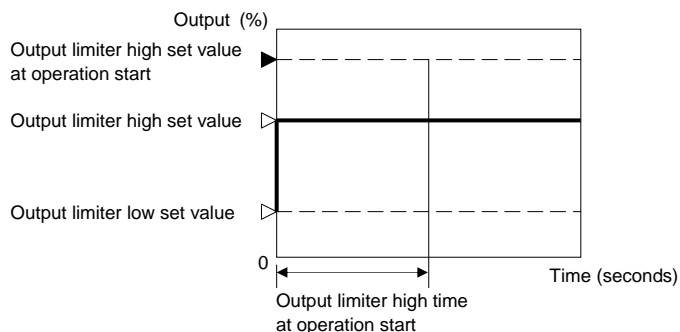 Output (%)
Output limiter high set value
at operation start
Output limiter high set value
Output limiter low set value
0
Time (seconds)
Output limiter high time
at operation start